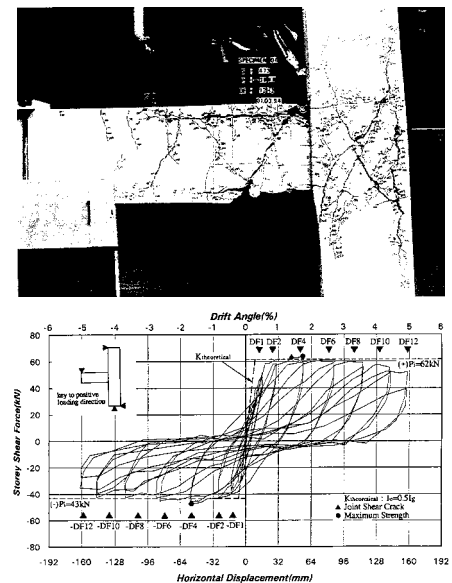 01.03.94
Drift Angle(%)
-6 -5 -4 -3 -2 -1 0 1 2 3 4 5 6
80
60
40
20
0
-20
-40
-60
-80
Storey Shear Force(kN)
DF1 DF2 DF4 DF6 DF8 DF10 DF12
Ktheoretical
(+)Pi=62kN
key to positive
loading direction
(-)Pi=43kN
-DF12 -DF10 -DF8 -DF6 -DF4 -DF2 -DF1
Ktheoretical : Ie=0.5Ig
Joint Shear Crack
Maximum Strength
-192 -160 -128 -96 -64 -32 0 32 64 96 128 160 192
Horizontal Displacement(mm)